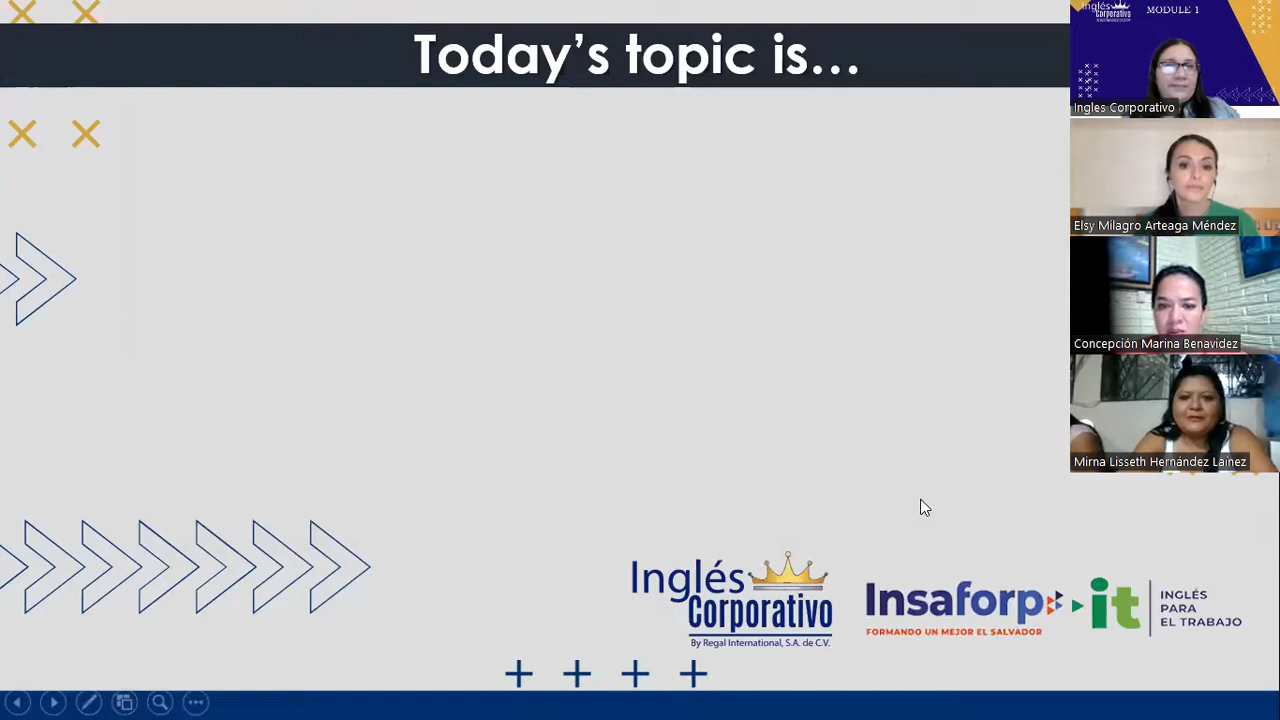 Today's topic is...
Inglés
Corporativo
MODULE 1
Ingles Corporativo
Elsy Milagro Arteaga Méndez
Concepción Marina Benavidez
Mirna Lisseth Hernández Laínez
Inglés
Corporativo
By Regal International, S.A. de C.V.
Insaforp
FORMANDO UN MEJOR EL SALVADOR
it
INGLÉS
PARA
EL TRABAJO